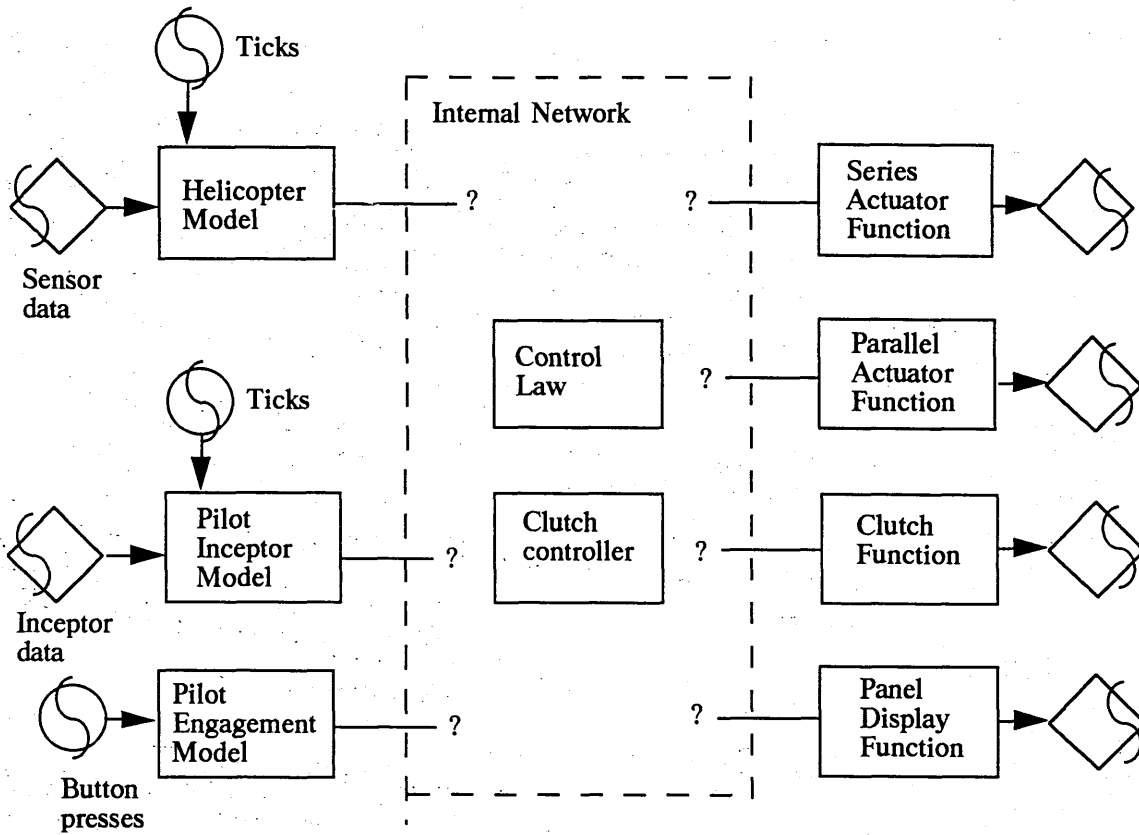 Ticks
Internal Network
Helicopter
Model
?
?
Series
Actuator
Function
Sensor
data
Control
Law
?
Parallel
Actuator
Function
Ticks
Pilot
Inceptor
Model
?
Clutch
controller
?
Clutch
Function
Inceptor
data
Pilot
Engagement
Model
?
?
Panel
Display
Function
Button
presses